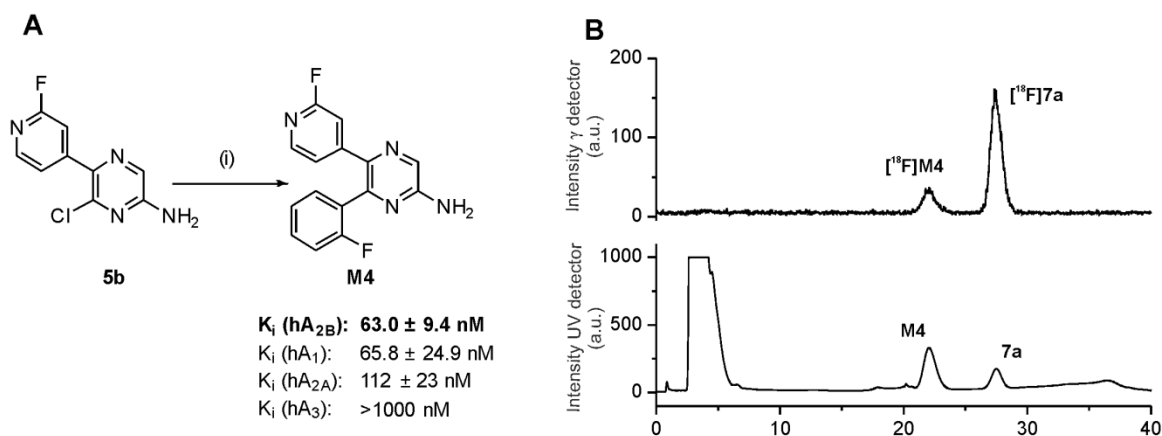 A
F
N
N
(i)
Cl
N
NH₂
5b
F
N
N
N
NH₂
F
M4
Kᵢ (hA₂B): 63.0 ± 9.4 nM
Kᵢ (hA₁): 65.8 ± 24.9 nM
Kᵢ (hA₂A): 112 ± 23 nM
Kᵢ (hA₃): >1000 nM
B
Intensity γ detector
(a.u.)
200
100
0
[¹⁸F]M4
[¹⁸F]7a
Intensity UV detector
(a.u.)
1000
500
0
M4
7a
0 10 20 30 40